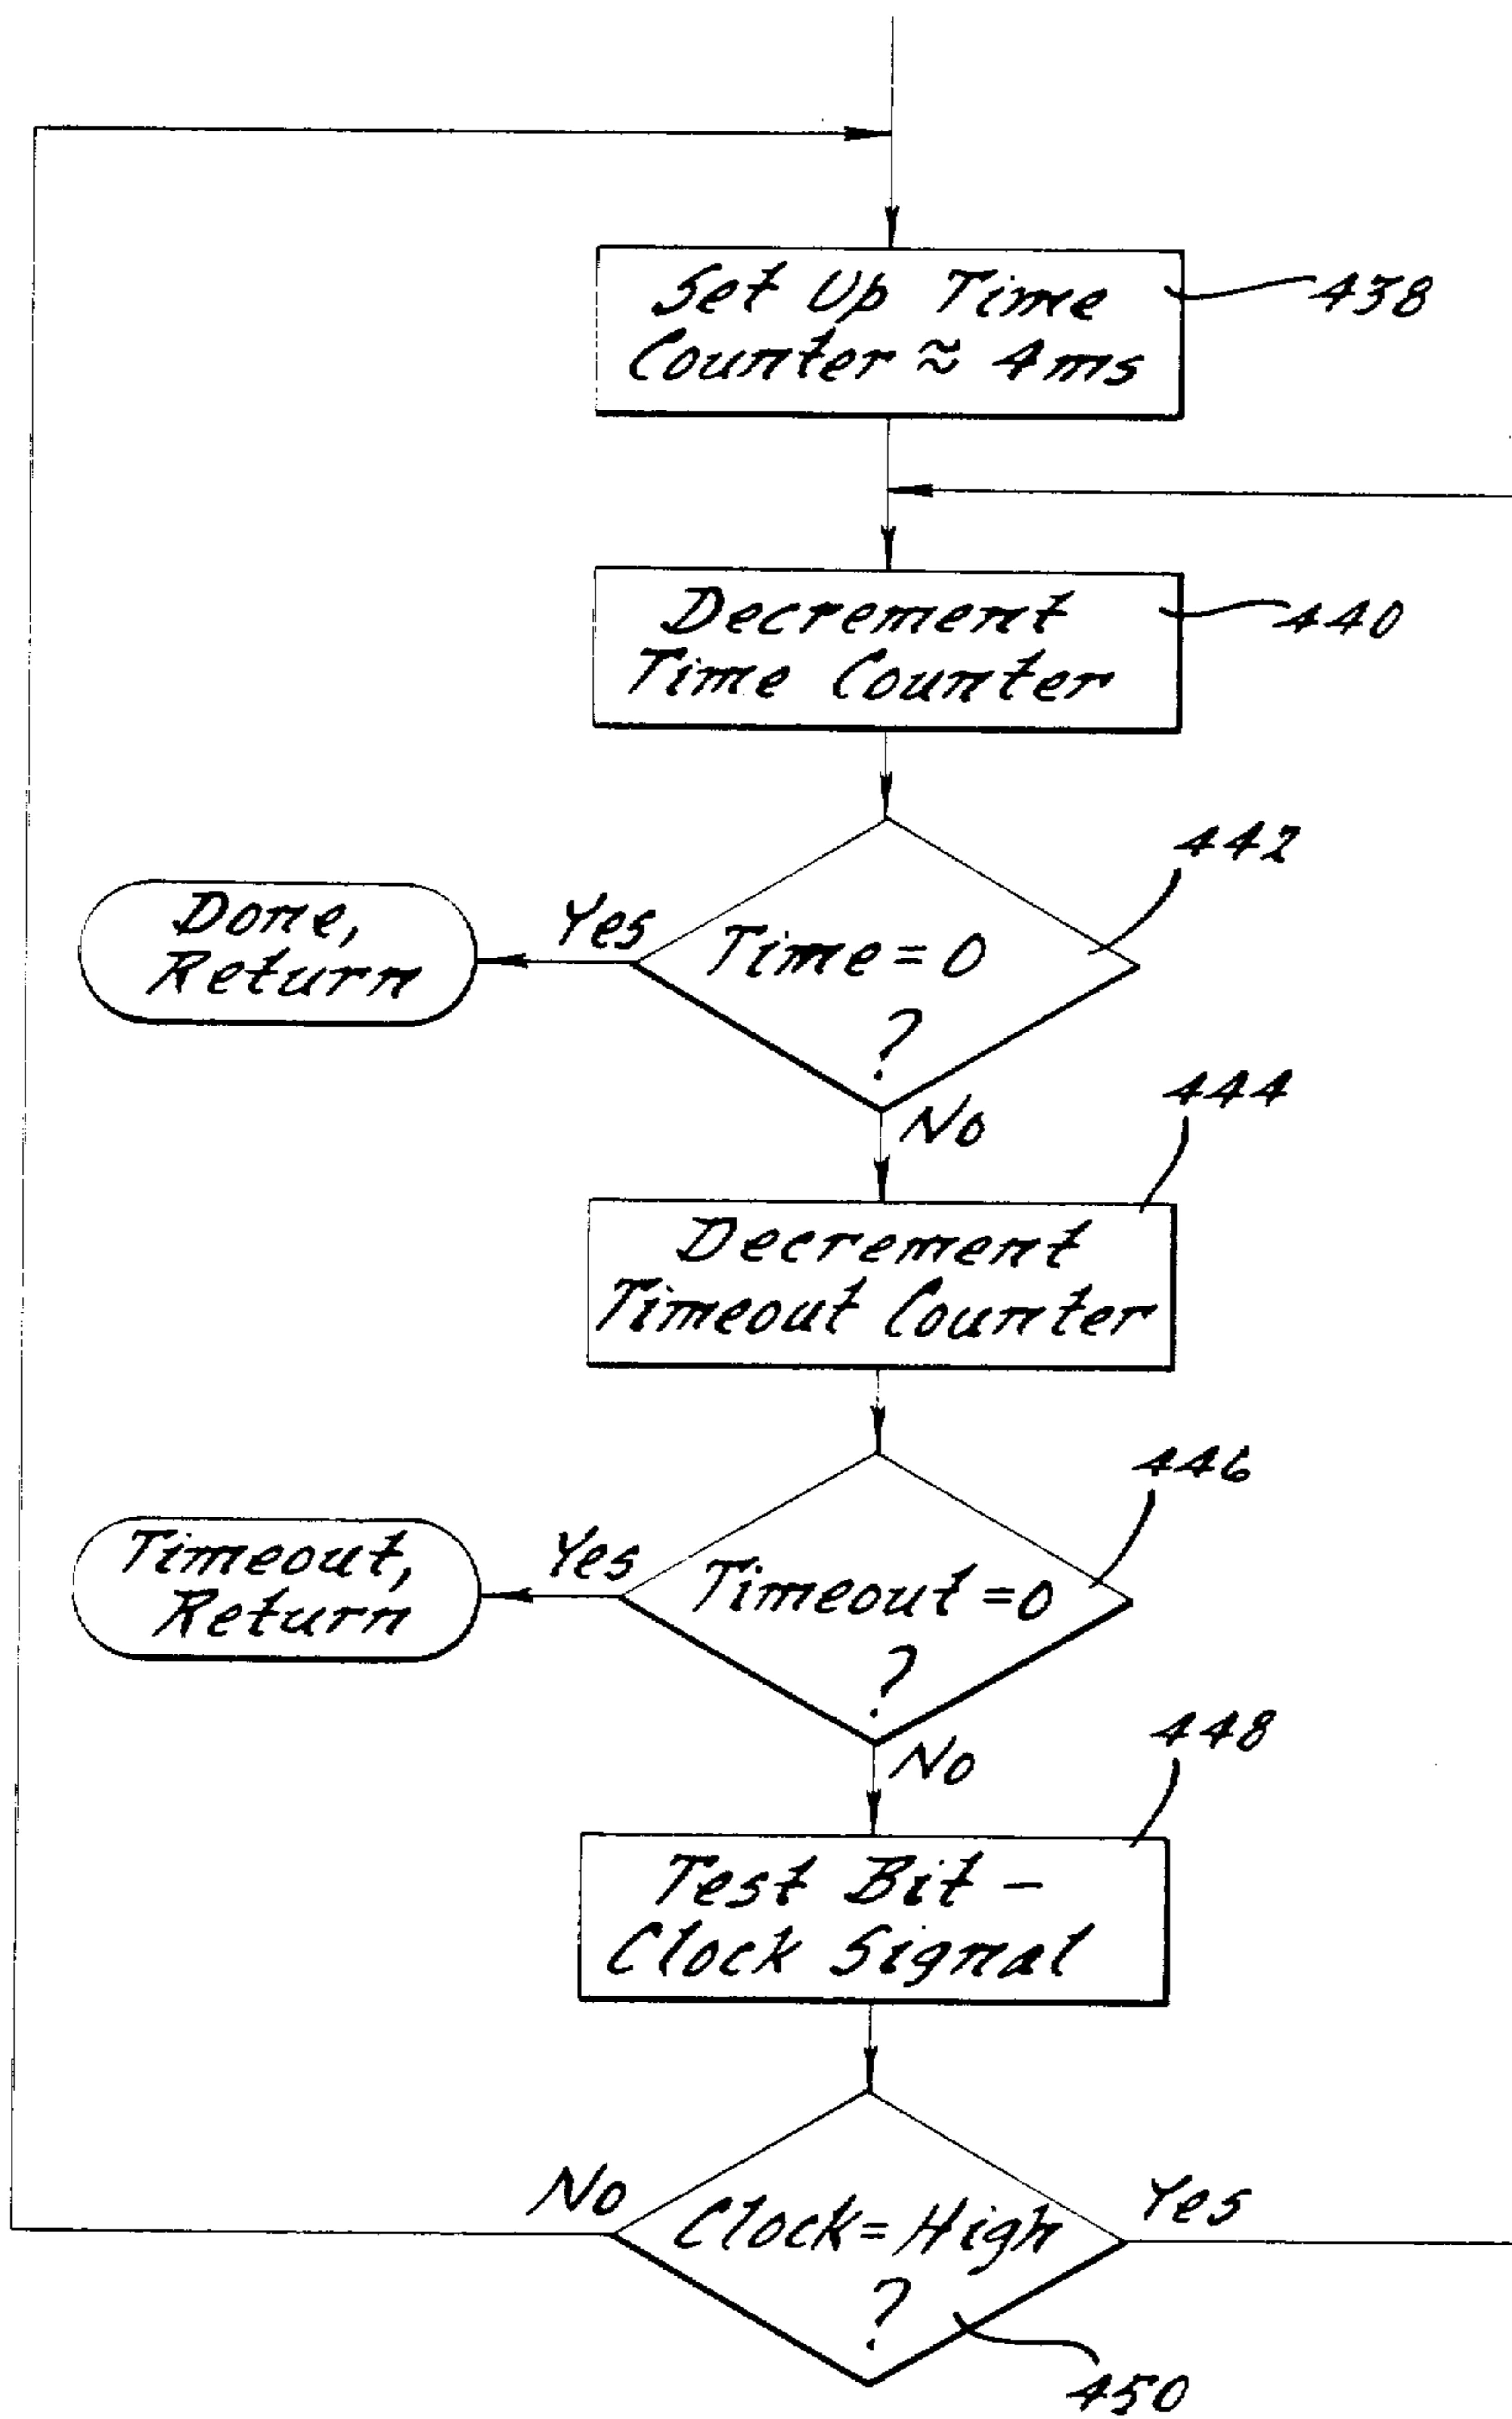 Set Up Time
Counter ≈ 4ms
438
Decrement
Time Counter
440
442
Done,
Return
Yes
Time = 0
?
No
444
Decrement
Timeout Counter
446
Timeout,
Return
Yes
Timeout = 0
?
No
448
Test Bit -
Clock Signal
No
Clock = High
?
Yes
450